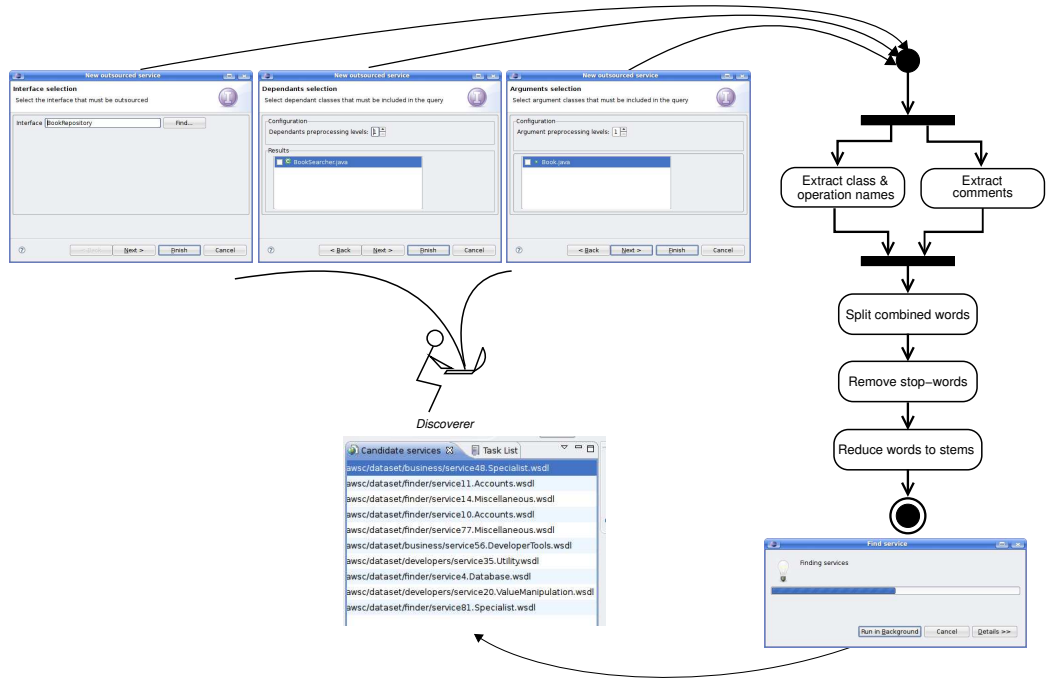 New outsourced service
Interface selection
Select the interface that must be outsourced
Interface BookRepository Find...
Next > Finish Cancel
New outsourced service
Dependants selection
Select dependant classes that must be included in the query
Configuration
Dependants preprocessing levels: 1
Results
BookSearcher.java
< Back Next > Finish Cancel
New outsourced service
Arguments selection
Select argument classes that must be included in the query
Configuration
Argument preprocessing levels: 1
Book.java
< Back Next > Finish Cancel
Extract class &
operation names
Extract
comments
Split combined words
Remove stop–words
Reduce words to stems
Discoverer
Candidate services Task List
awsc/dataset/business/service48.Specialist.wsdl
awsc/dataset/finder/service11.Accounts.wsdl
awsc/dataset/finder/service14.Miscellaneous.wsdl
awsc/dataset/finder/service10.Accounts.wsdl
awsc/dataset/finder/service77.Miscellaneous.wsdl
awsc/dataset/business/service56.DeveloperTools.wsdl
awsc/dataset/developers/service35.Utility.wsdl
awsc/dataset/finder/service4.Database.wsdl
awsc/dataset/developers/service20.ValueManipulation.wsdl
awsc/dataset/finder/service81.Specialist.wsdl
Find service
Finding services
Run in Background Cancel Details >>